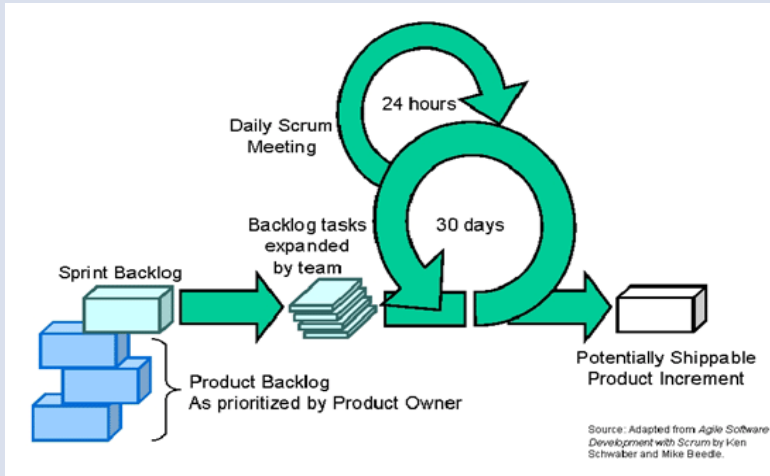 24 hours
Daily Scrum
Meeting
30 days
Backlog tasks
expanded
by team
Sprint Backlog
Potentially Shippable
Product Increment
Product Backlog
As prioritized by Product Owner
Source: Adapted from Agile Software
Development with Scrum by Ken
Schwaber and Mike Beedle.